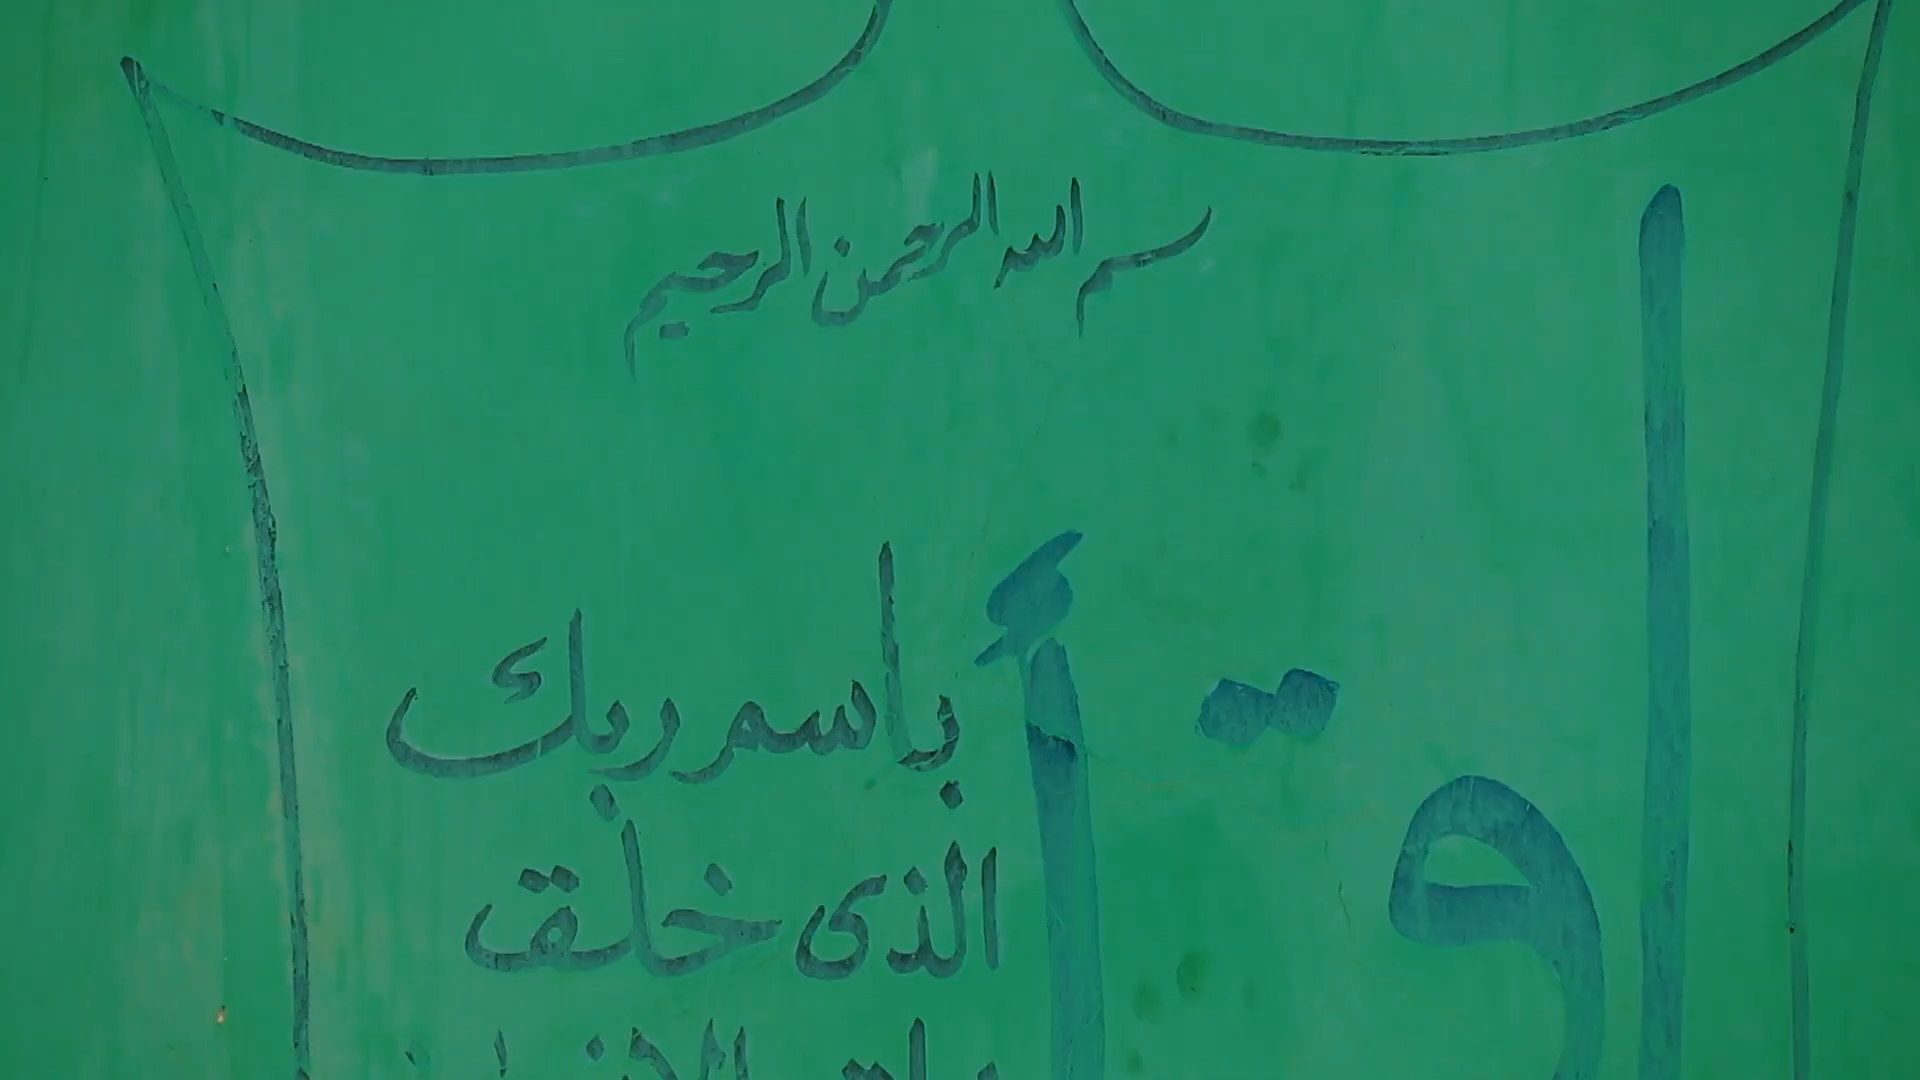 بسم الله الرحمن الرحيم
اقرأ
باسم ربك
الذى خلق